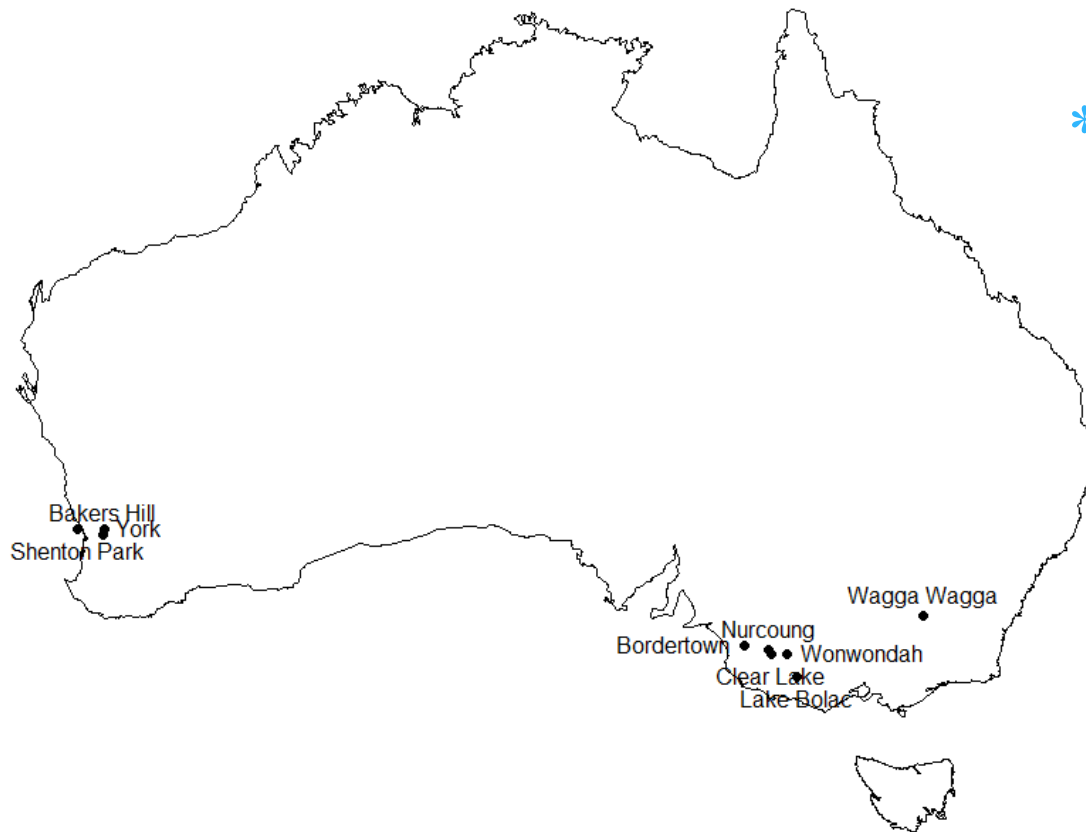 Bakers Hill
York
Shenton Park
Wagga Wagga
Nurcoung
Bordertown
Wonwondah
Clear Lake
Lake Bolac
*